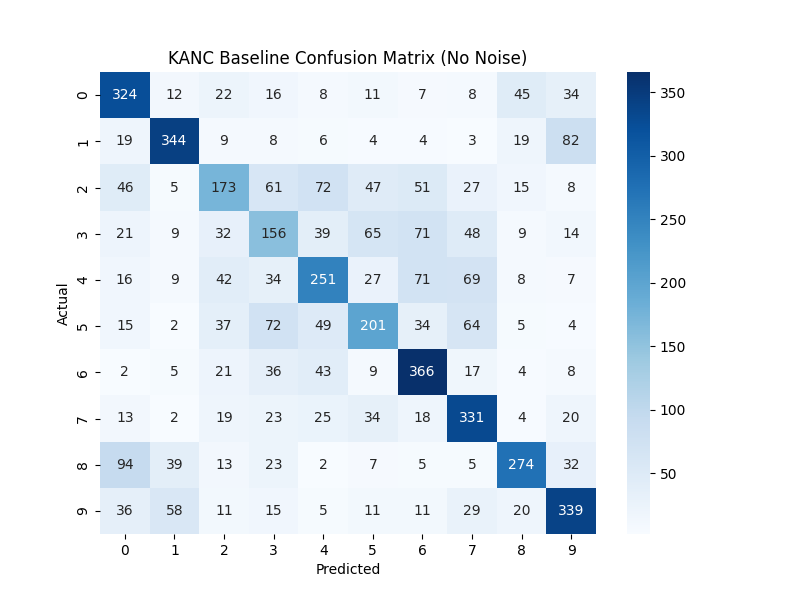 KANC Baseline Confusion Matrix (No Noise)
0 324 12 22 16 8 11 7 8 45 34
1 19 344 9 8 6 4 4 3 19 82
2 46 5 173 61 72 47 51 27 15 8
3 21 9 32 156 39 65 71 48 9 14
4 16 9 42 34 251 27 71 69 8 7
5 15 2 37 72 49 201 34 64 5 4
6 2 5 21 36 43 9 366 17 4 8
7 13 2 19 23 25 34 18 331 4 20
8 94 39 13 23 2 7 5 5 274 32
9 36 58 11 15 5 11 11 29 20 339
0 1 2 3 4 5 6 7 8 9
Predicted
Actual
350
300
250
200
150
100
50